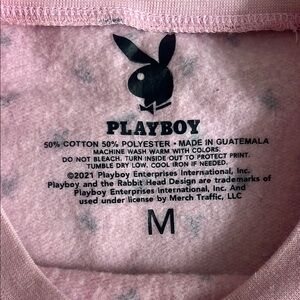 PLAYBOY
50% COTTON 50% POLYESTER • MADE IN GUATEMALA
MACHINE WASH WARM WITH COLORS.
DO NOT BLEACH. TURN INSIDE OUT TO PROTECT PRINT.
TUMBLE DRY LOW. COOL IRON IF NEEDED.
©2021 Playboy Enterprises International, Inc.
Playboy and the Rabbit Head Design are trademarks of
Playboy Enterprises International, Inc. And
used under license by Merch Traffic, LLC
M